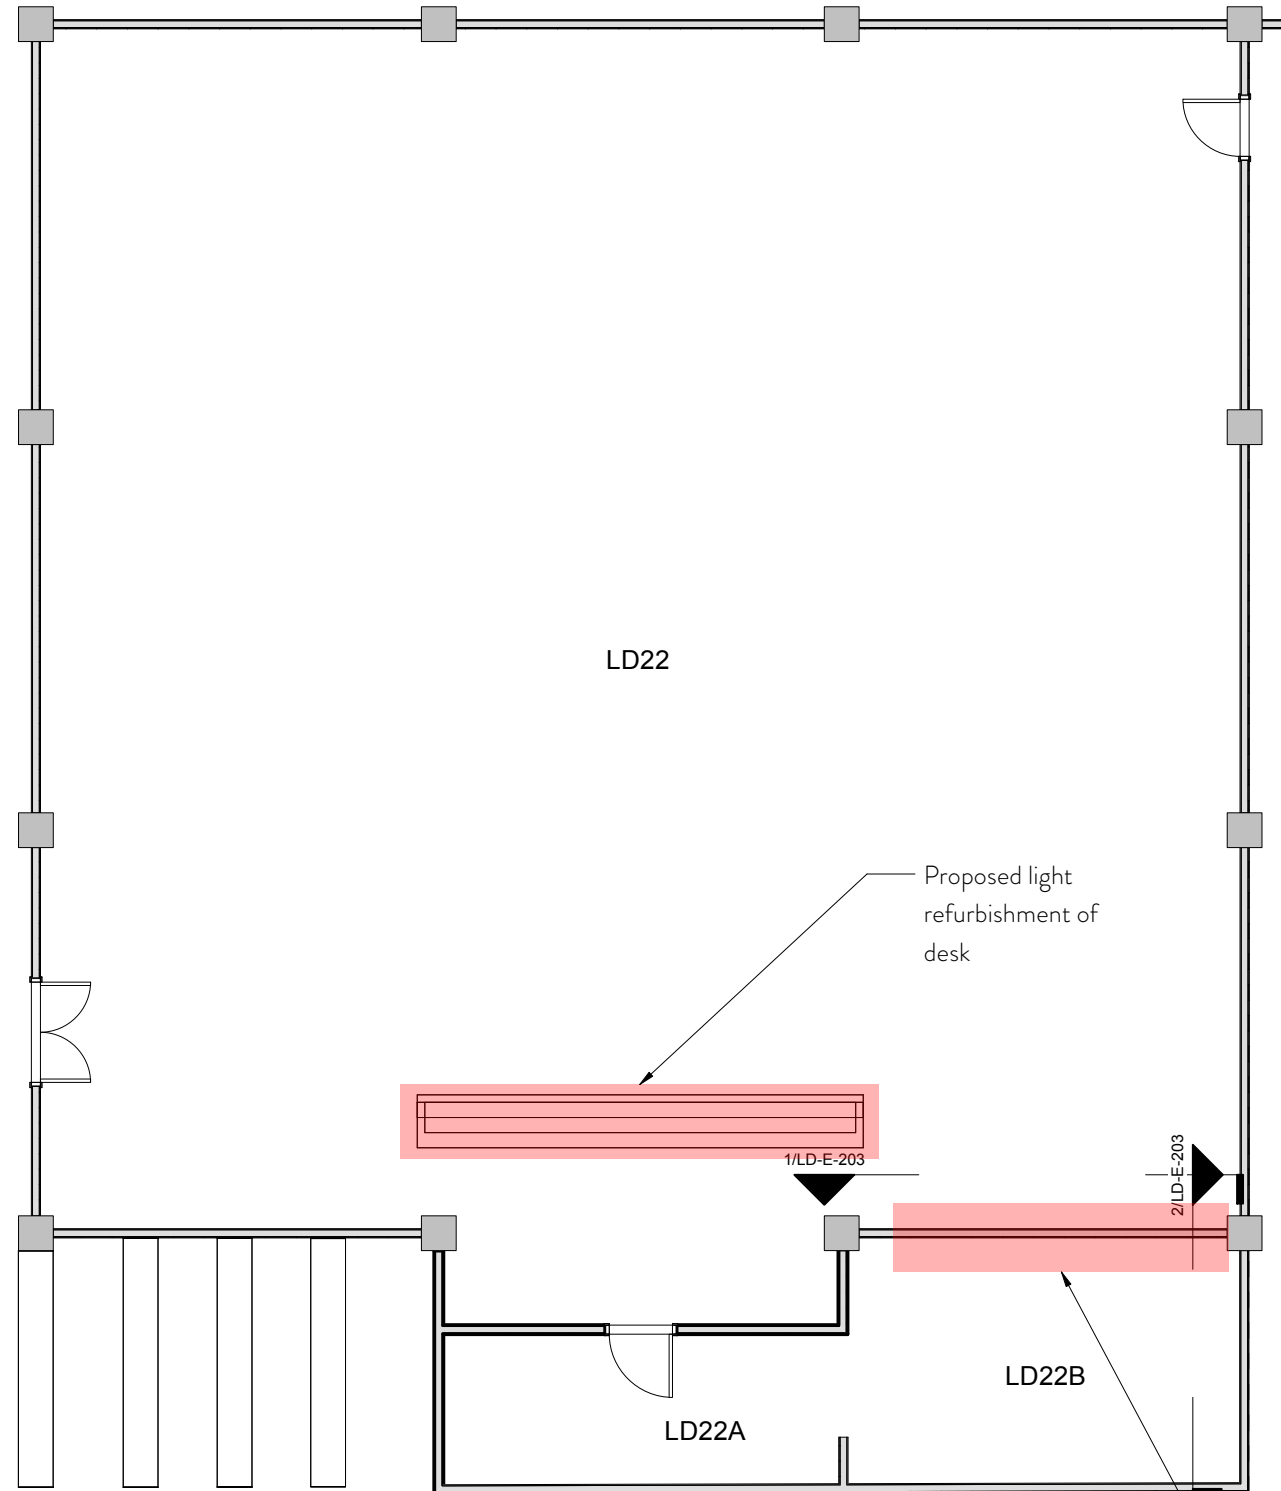 LD22
Proposed light
refurbishment of
desk
1/LD-E-203
2/LD-E-203
LD22B
LD22A